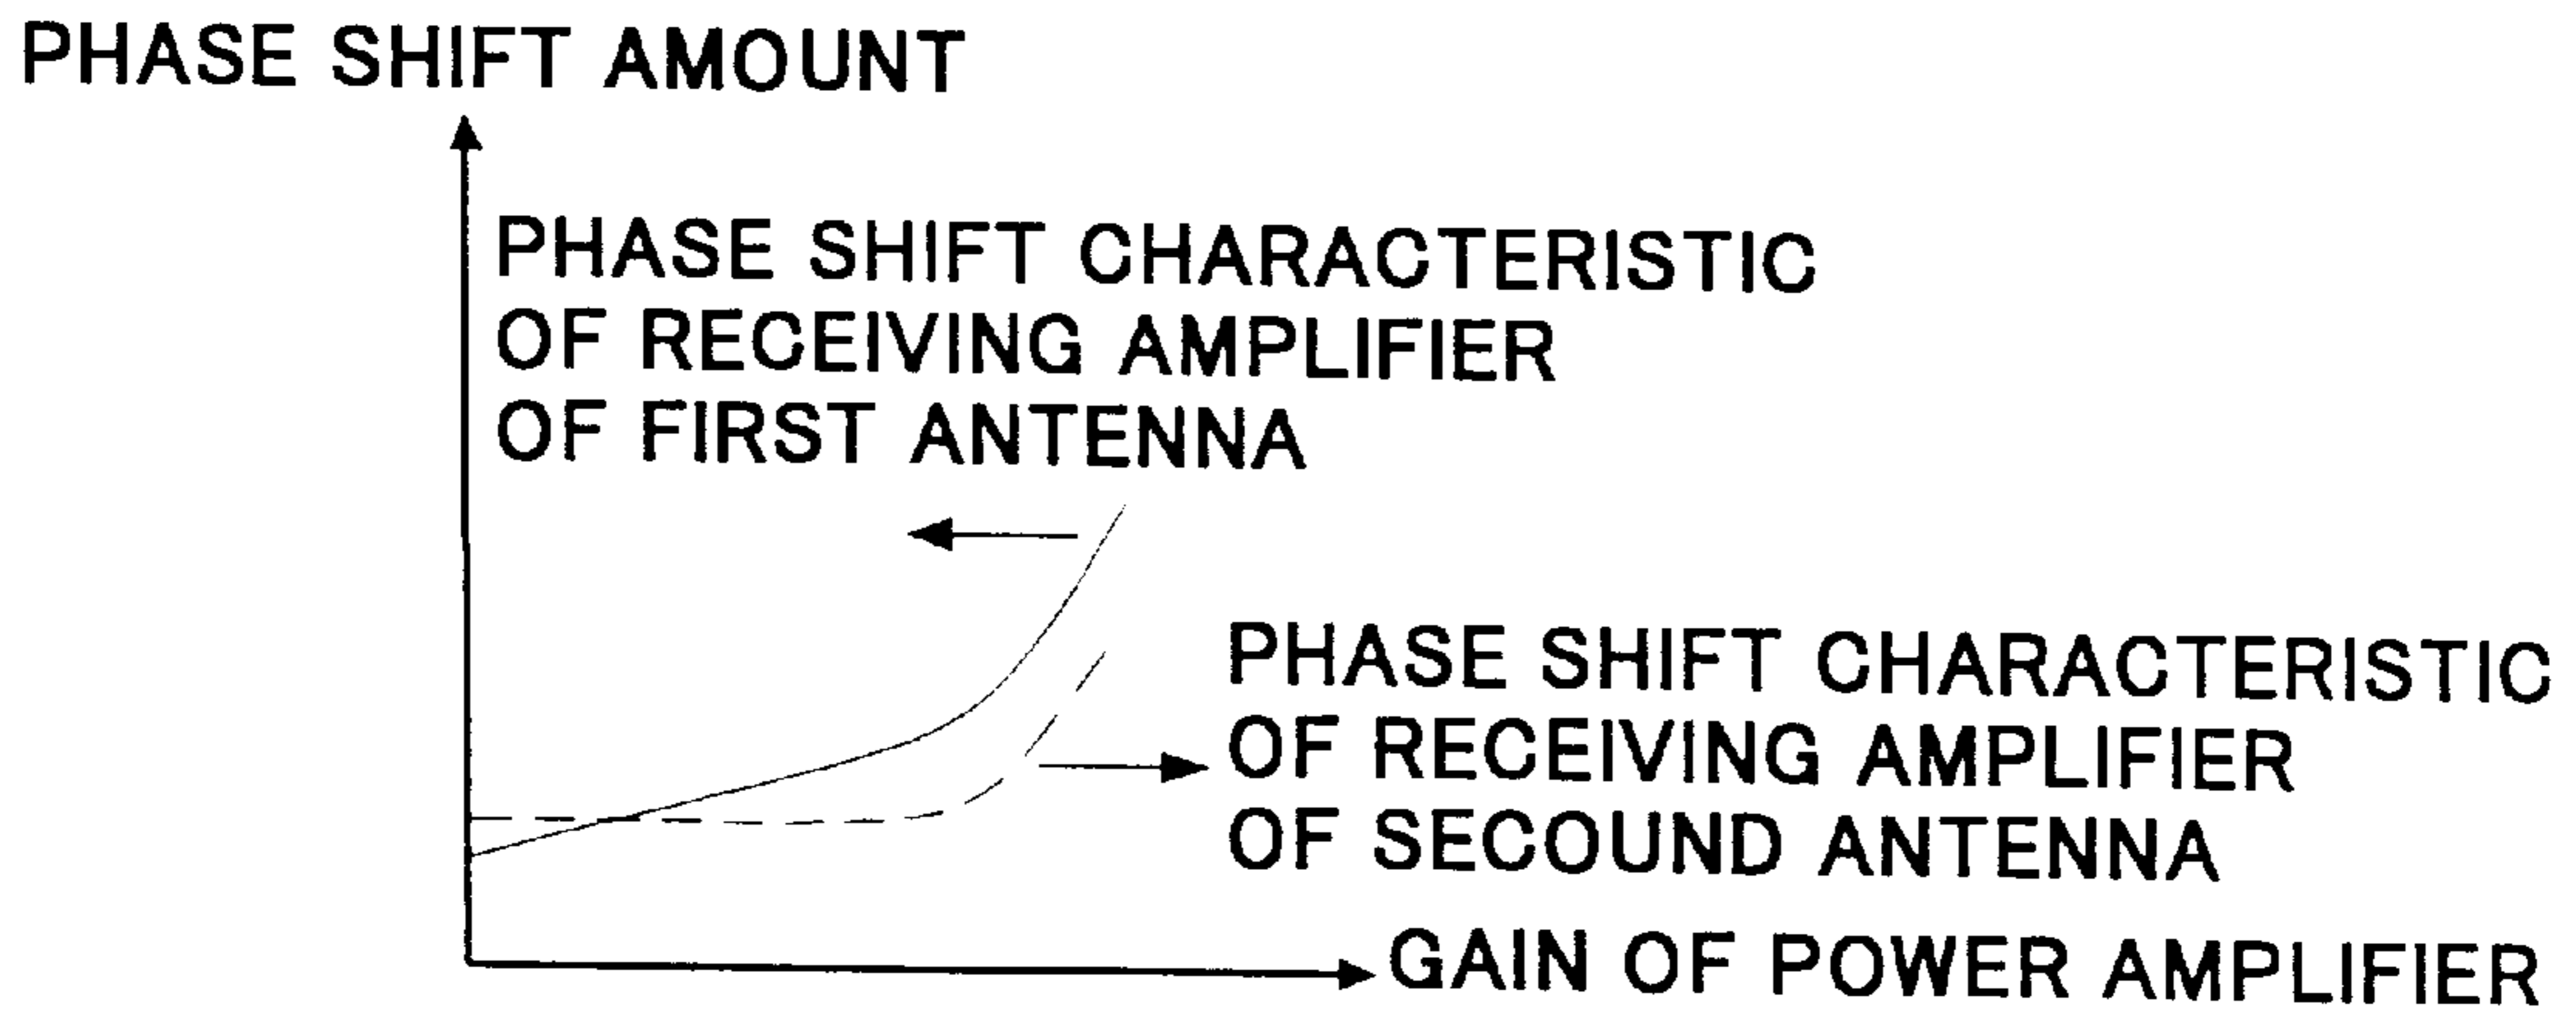 PHASE SHIFT AMOUNT
PHASE SHIFT CHARACTERISTIC
OF RECEIVING AMPLIFIER
OF FIRST ANTENNA
PHASE SHIFT CHARACTERISTIC
OF RECEIVING AMPLIFIER
OF SECOUND ANTENNA
GAIN OF POWER AMPLIFIER